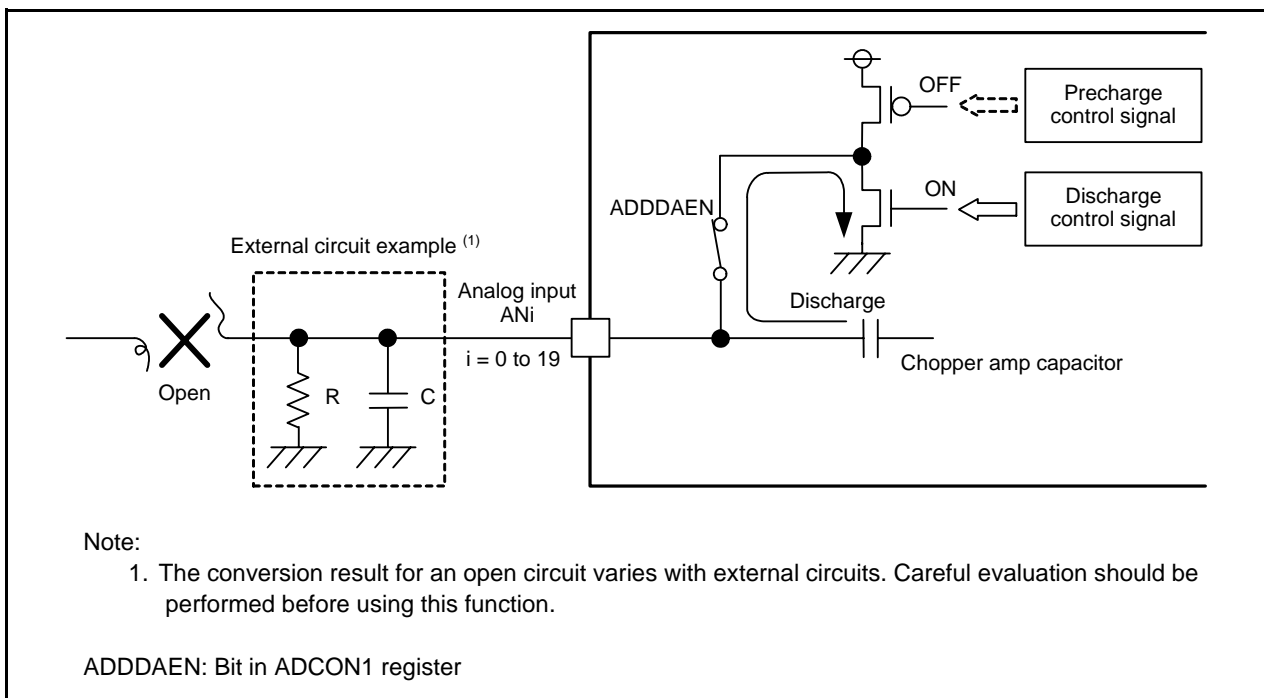 OFF
Precharge
control signal
ON
Discharge
control signal
ADDDAEN
External circuit example (1)
Analog input
ANi
i = 0 to 19
Discharge
Chopper amp capacitor
Open
R
C
Note:
1. The conversion result for an open circuit varies with external circuits. Careful evaluation should be
performed before using this function.
ADDDAEN: Bit in ADCON1 register